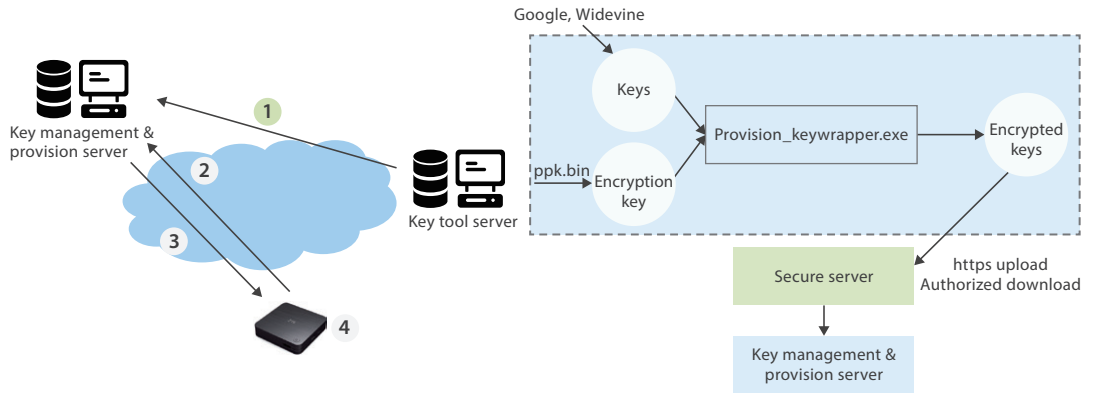 Google, Widevine
Key management &
provision server
1
2
3
4
Key tool server
Keys
ppk.bin
Encryption
key
Provision_keywrapper.exe
Encrypted
keys
Secure server
https upload
Authorized download
Key management &
provision server